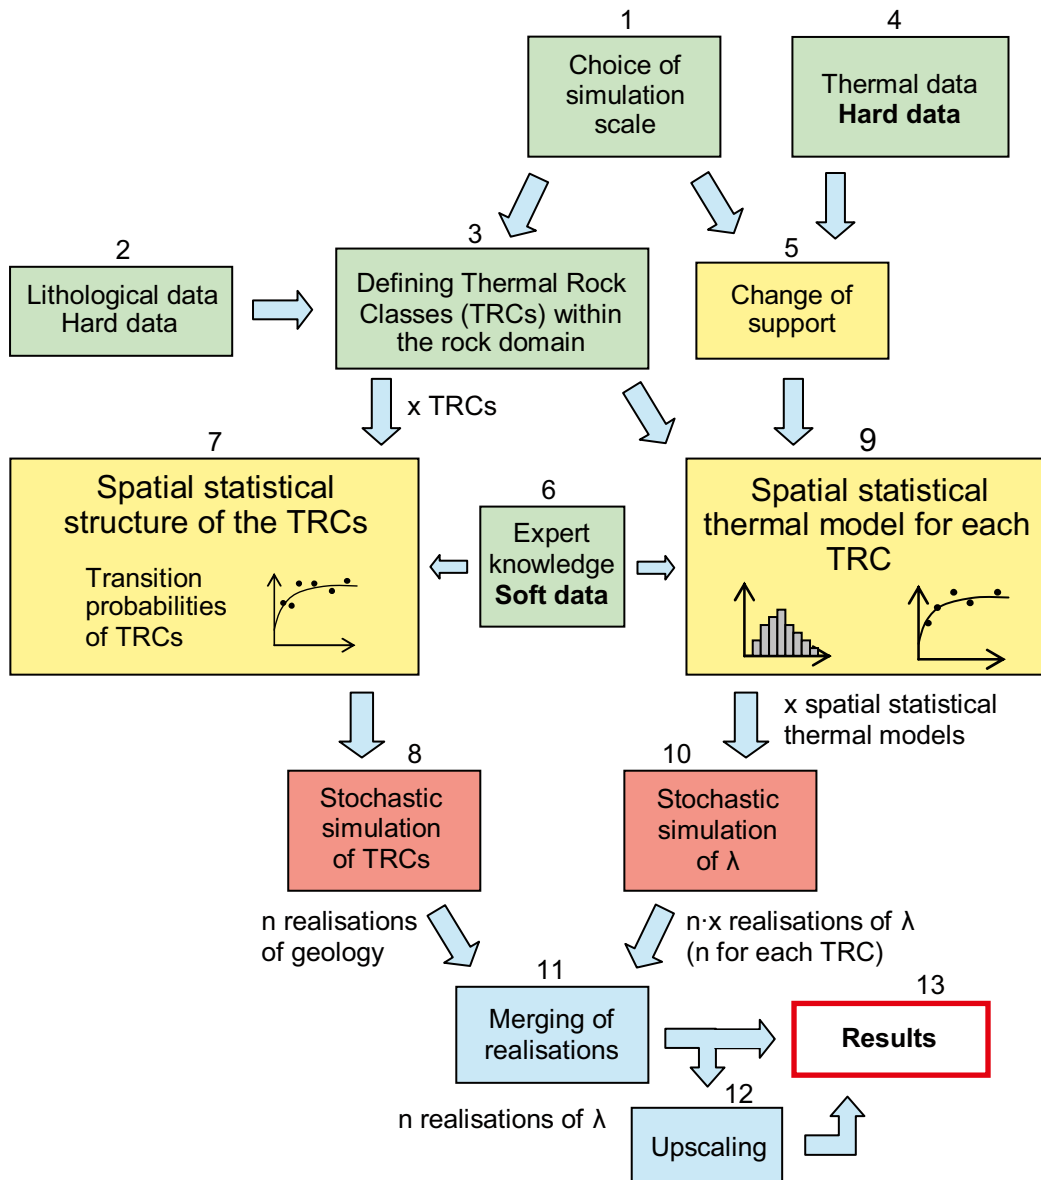 1
Choice of
simulation
scale
4
Thermal data
Hard data
2
Lithological data
Hard data
3
Defining Thermal Rock
Classes (TRCs) within
the rock domain
5
Change of
support
x TRCs
7
Spatial statistical
structure of the TRCs
Transition
probabilities
of TRCs
6
Expert
knowledge
Soft data
9
Spatial statistical
thermal model for each
TRC
x spatial statistical
thermal models
8
Stochastic
simulation
of TRCs
10
Stochastic
simulation
of λ
n realisations
of geology
n·x realisations of λ
(n for each TRC)
11
Merging of
realisations
13
Results
n realisations of λ
12
Upscaling